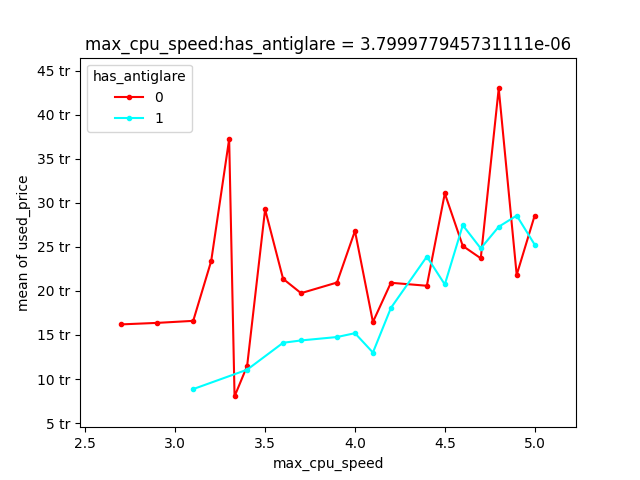 max_cpu_speed:has_antiglare = 3.799977945731111e-06
has_antiglare
0
1
45 tr
40 tr
35 tr
30 tr
25 tr
20 tr
15 tr
10 tr
5 tr
mean of used_price
2.5 3.0 3.5 4.0 4.5 5.0
max_cpu_speed